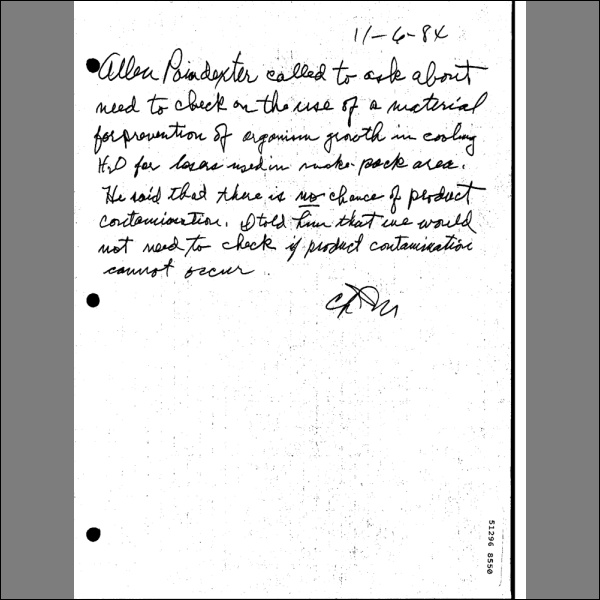 11-6-84
Allen Poindexter called to ask about
need to check on the use of a material
for prevention of organism growth in cooling
H2O for lasers used in make-pack area.
He said that there is no chance of product
contamination. I told him that we would
not need to check if product contamination
cannot occur.
51296 8550